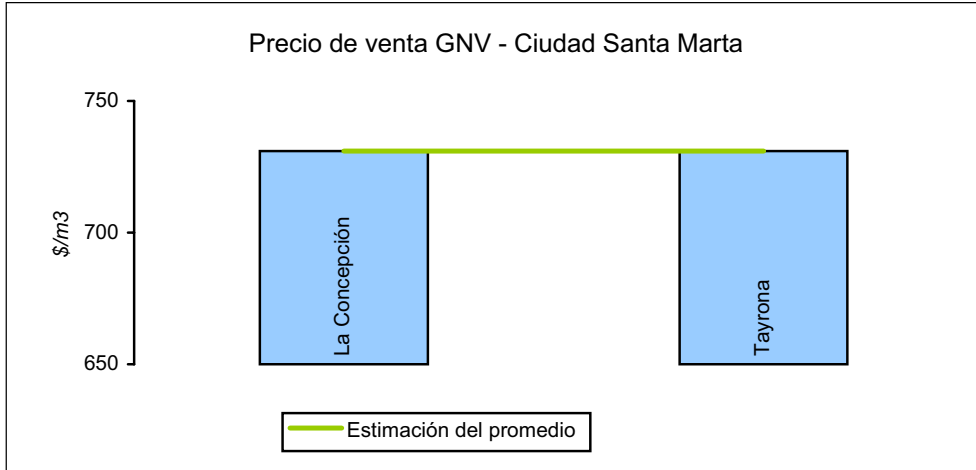 Precio de venta GNV - Ciudad Santa Marta
750
700
650
$/m3
La Concepción
Tayrona
Estimación del promedio